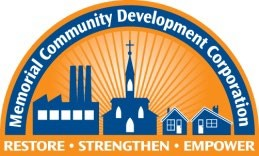 Memorial Community Development Corporation
RESTORE • STRENGTHEN • EMPOWER